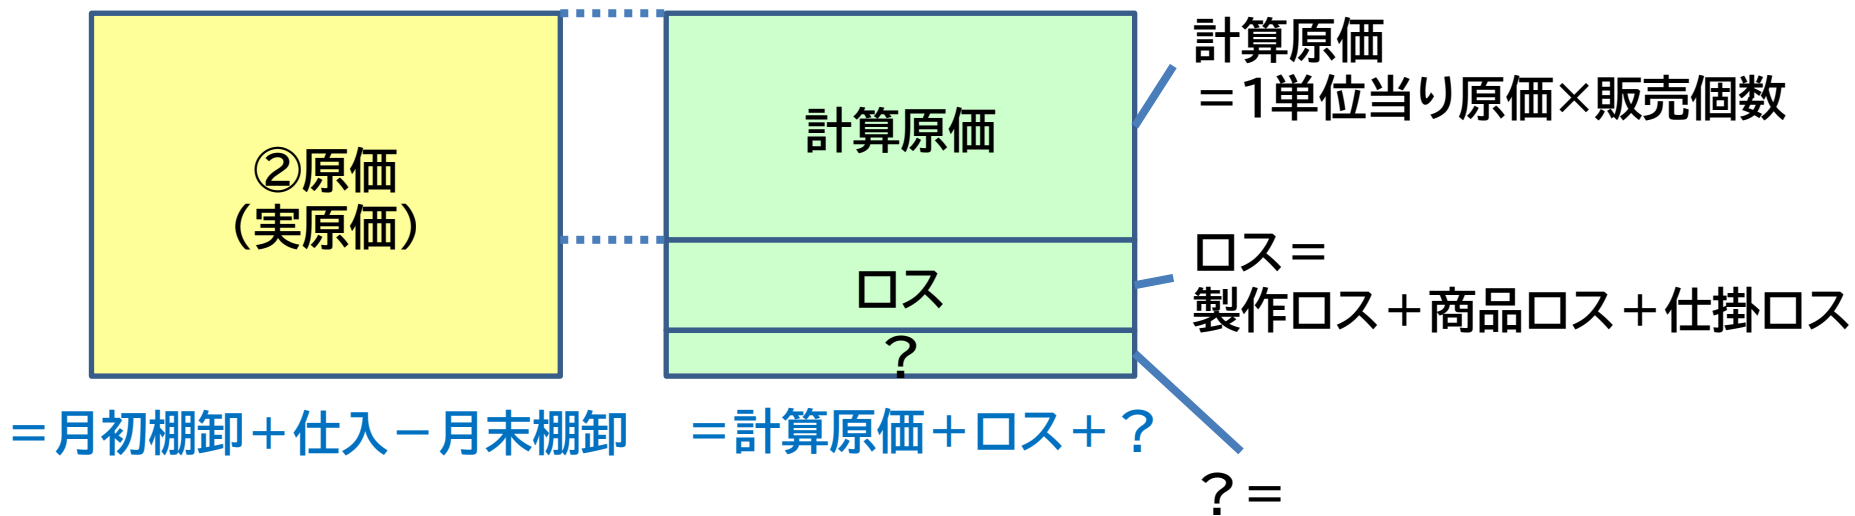 ②原価
（実原価）
＝月初棚卸＋仕入－月末棚卸
計算原価
ロス
？
＝計算原価＋ロス＋？
計算原価
＝1単位当り原価×販売個数
ロス＝
製作ロス＋商品ロス＋仕掛ロス
？＝